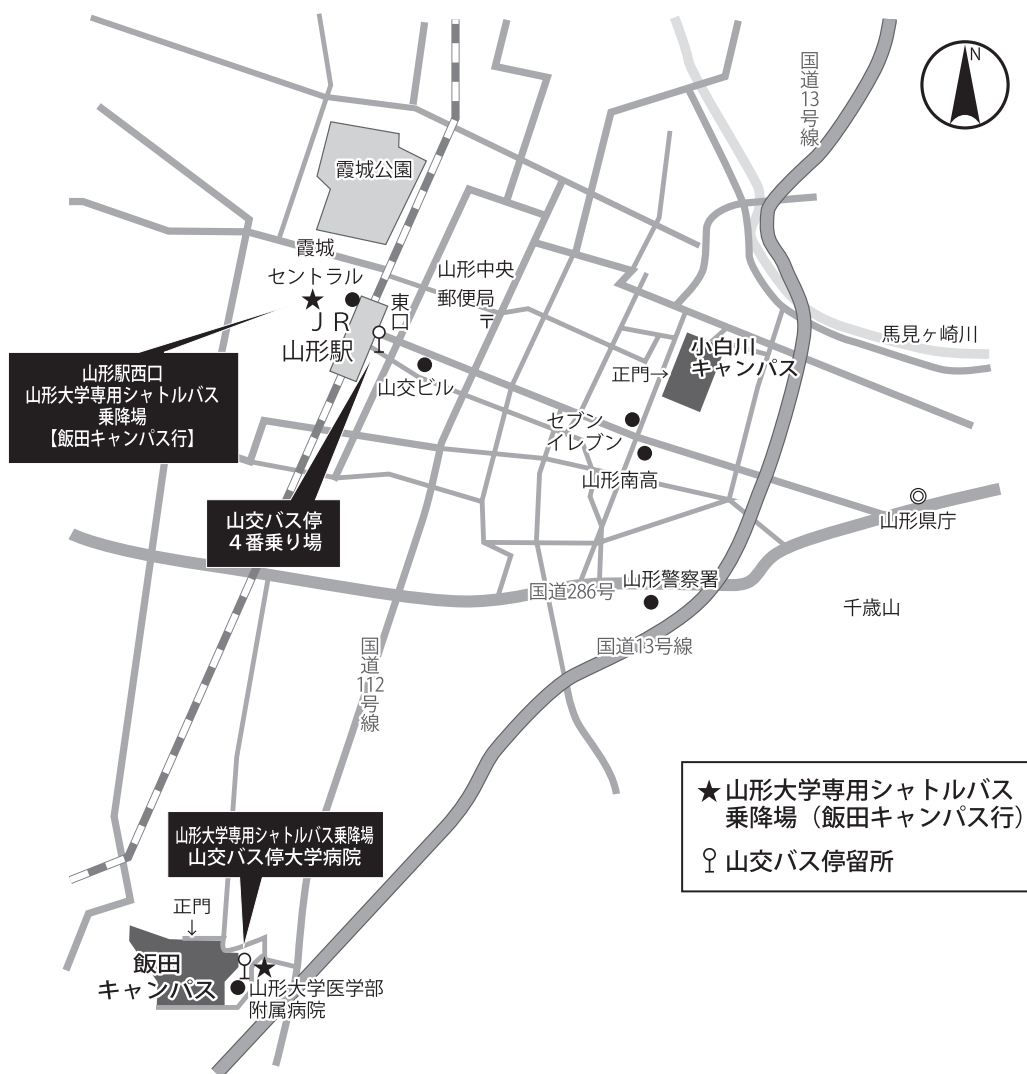 N
国道13号線
霞城公園
霞城
セントラル
ＪＲ
山形駅
東口
山形中央
郵便局
〒
山交ビル
馬見ヶ崎川
小白川
キャンパス
正門→
セブン
イレブン
山形南高
山形県庁
山形駅西口
山形大学専用シャトルバス
乗降場
【飯田キャンパス行】
山交バス停
４番乗り場
国道286号
山形警察署
千歳山
国道13号線
国道112号線
★山形大学専用シャトルバス
乗降場（飯田キャンパス行）
山交バス停留所
山形大学専用シャトルバス乗降場
山交バス停大学病院
正門
↓
飯田
キャンパス
山形大学医学部
附属病院